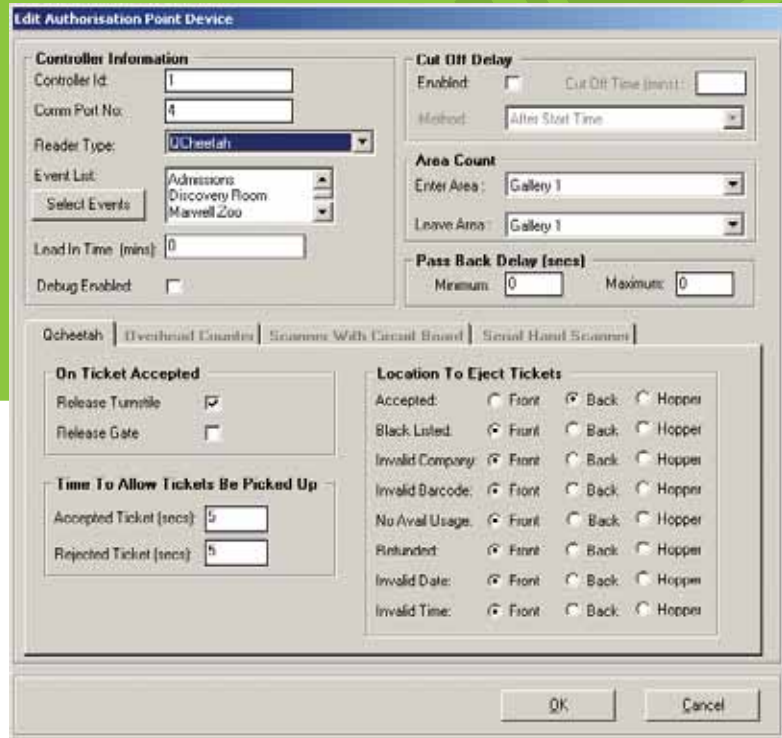 Edit Authorisation Point Device
Controller Information
Controller Id: 1
Comm Port No: 4
Reader Type: QCheetah
Event List:
Select Events
Admissions
Discovery Room
Marwell Zoo
Lead In Time (mins): 0
Debug Enabled:
Cut Off Delay
Enabled: Cut Off Time (mins):
Method: After Start Time
Area Count
Enter Area : Gallery 1
Leave Area : Gallery 1
Pass Back Delay (secs)
Minimum: 0 Maximum: 0
Qcheetah Overhead Counter Scanner With Circuit Board Serial Hand Scanner
On Ticket Accepted
Release Turnstile
Release Gate
Time To Allow Tickets Be Picked Up
Accepted Ticket (secs): 5
Rejected Ticket (secs): 5
Location To Eject Tickets
Accepted: Front Back Hopper
Black Listed: Front Back Hopper
Invalid Company: Front Back Hopper
Invalid Barcode: Front Back Hopper
No Avail Usage: Front Back Hopper
Refunded: Front Back Hopper
Invalid Date: Front Back Hopper
Invalid Time: Front Back Hopper
OK Cancel